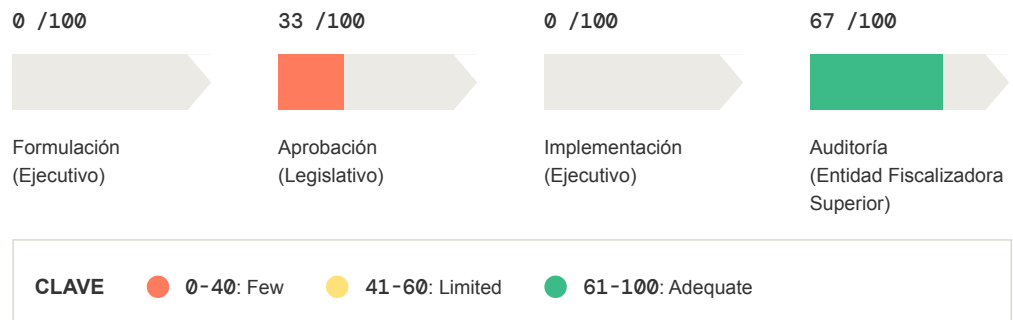 0 /100
33 /100
0 /100
67 /100
Formulación
(Ejecutivo)
Aprobación
(Legislativo)
Implementación
(Ejecutivo)
Auditoría
(Entidad Fiscalizadora
Superior)
CLAVE 0-40: Few 41-60: Limited 61-100: Adequate